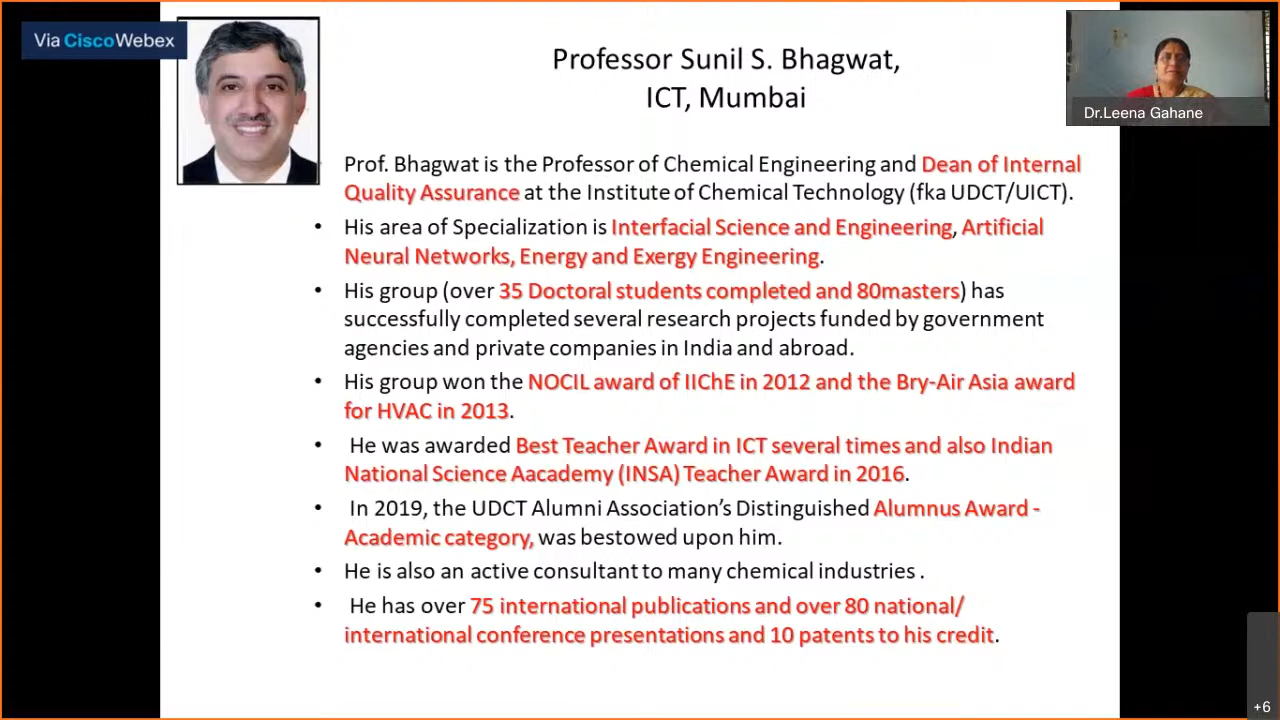 Via CiscoWebex
Professor Sunil S. Bhagwat,
ICT, Mumbai
Dr.Leena Gahane
Prof. Bhagwat is the Professor of Chemical Engineering and Dean of Internal
Quality Assurance at the Institute of Chemical Technology (fka UDCT/UICT).
• His area of Specialization is Interfacial Science and Engineering, Artificial
Neural Networks, Energy and Exergy Engineering.
• His group (over 35 Doctoral students completed and 80masters) has
successfully completed several research projects funded by government
agencies and private companies in India and abroad.
• His group won the NOCIL award of IIChE in 2012 and the Bry-Air Asia award
for HVAC in 2013.
• He was awarded Best Teacher Award in ICT several times and also Indian
National Science Aacademy (INSA) Teacher Award in 2016.
• In 2019, the UDCT Alumni Association's Distinguished Alumnus Award -
Academic category, was bestowed upon him.
• He is also an active consultant to many chemical industries .
• He has over 75 international publications and over 80 national/
international conference presentations and 10 patents to his credit.
+6